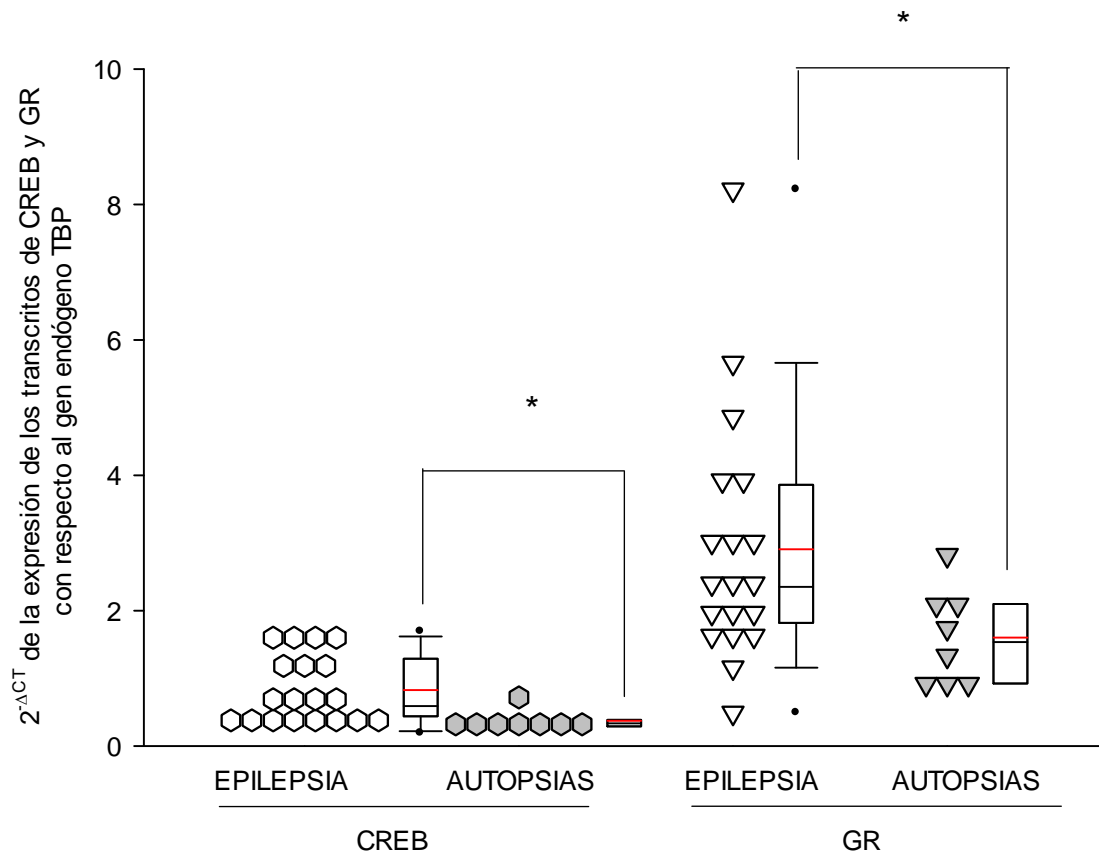 *
10
8
6
4
2
0
2-ΔCT de la expresión de los transcritos de CREB y GR
con respecto al gen endógeno TBP
*
EPILEPSIA AUTOPSIAS EPILEPSIA AUTOPSIAS
CREB GR